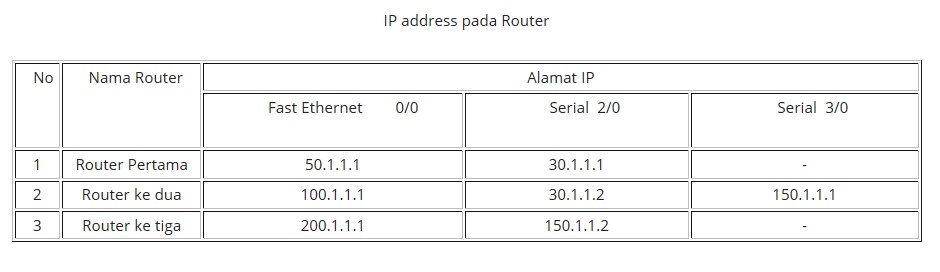 IP address pada Router
No Nama Router Alamat IP
Fast Ethernet 0/0 Serial 2/0 Serial 3/0
1 Router Pertama 50.1.1.1 30.1.1.1 -
2 Router ke dua 100.1.1.1 30.1.1.2 150.1.1.1
3 Router ke tiga 200.1.1.1 150.1.1.2 -